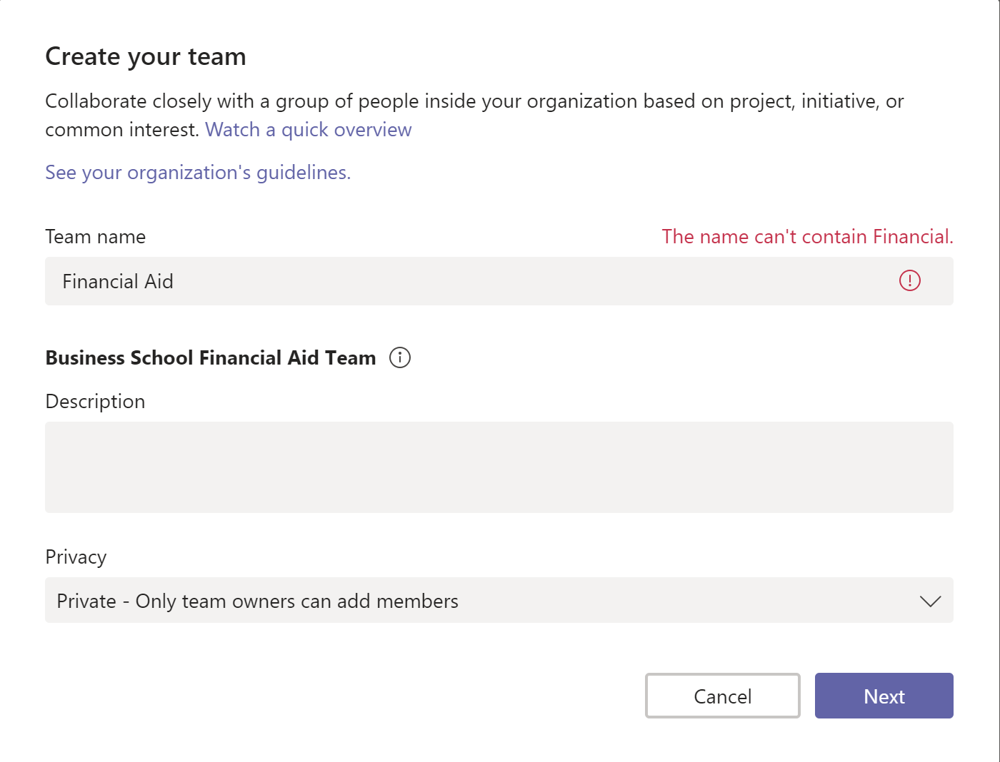 Create your team
Collaborate closely with a group of people inside your organization based on project, initiative, or
common interest. Watch a quick overview
See your organization's guidelines.
Team name
The name can't contain Financial.
Financial Aid
Business School Financial Aid Team
Description
Privacy
Private - Only team owners can add members
Cancel
Next